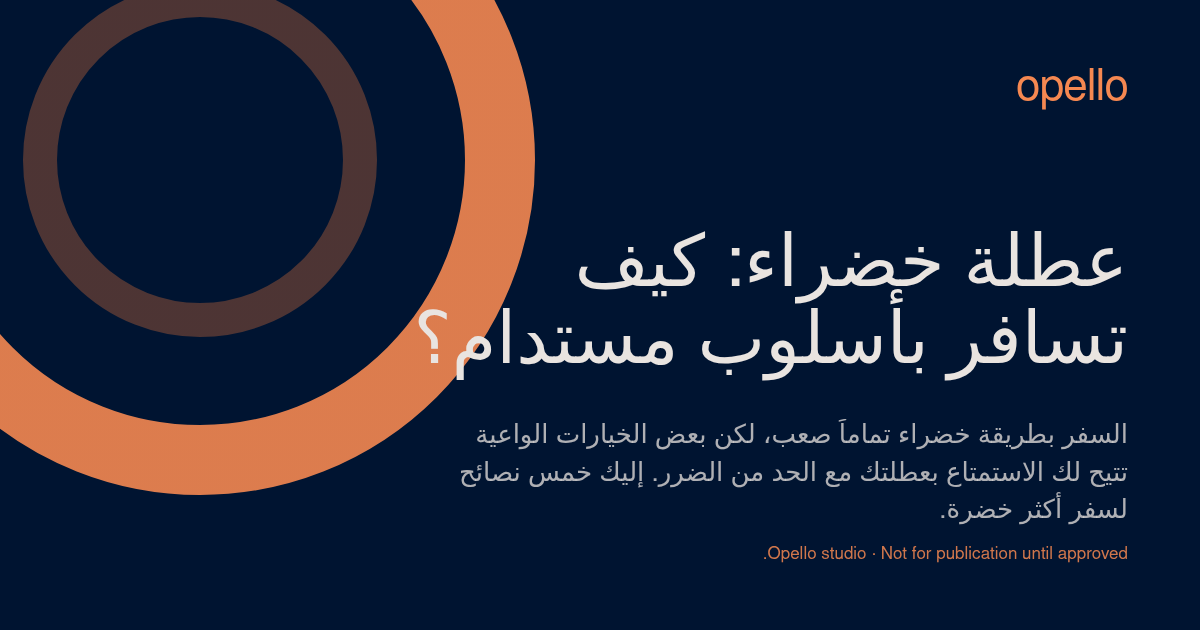 opello
عطلة خضراء: كيف
تسافر بأسلوب مستدام؟
السفر بطريقة خضراء تماماَ صعب، لكن بعض الخيارات الواعية
تتيح لك الاستمتاع بعطلتك مع الحد من الضرر. إليك خمس نصائح
لسفر أكثر خضرة.
Opello studio · Not for publication until approved.